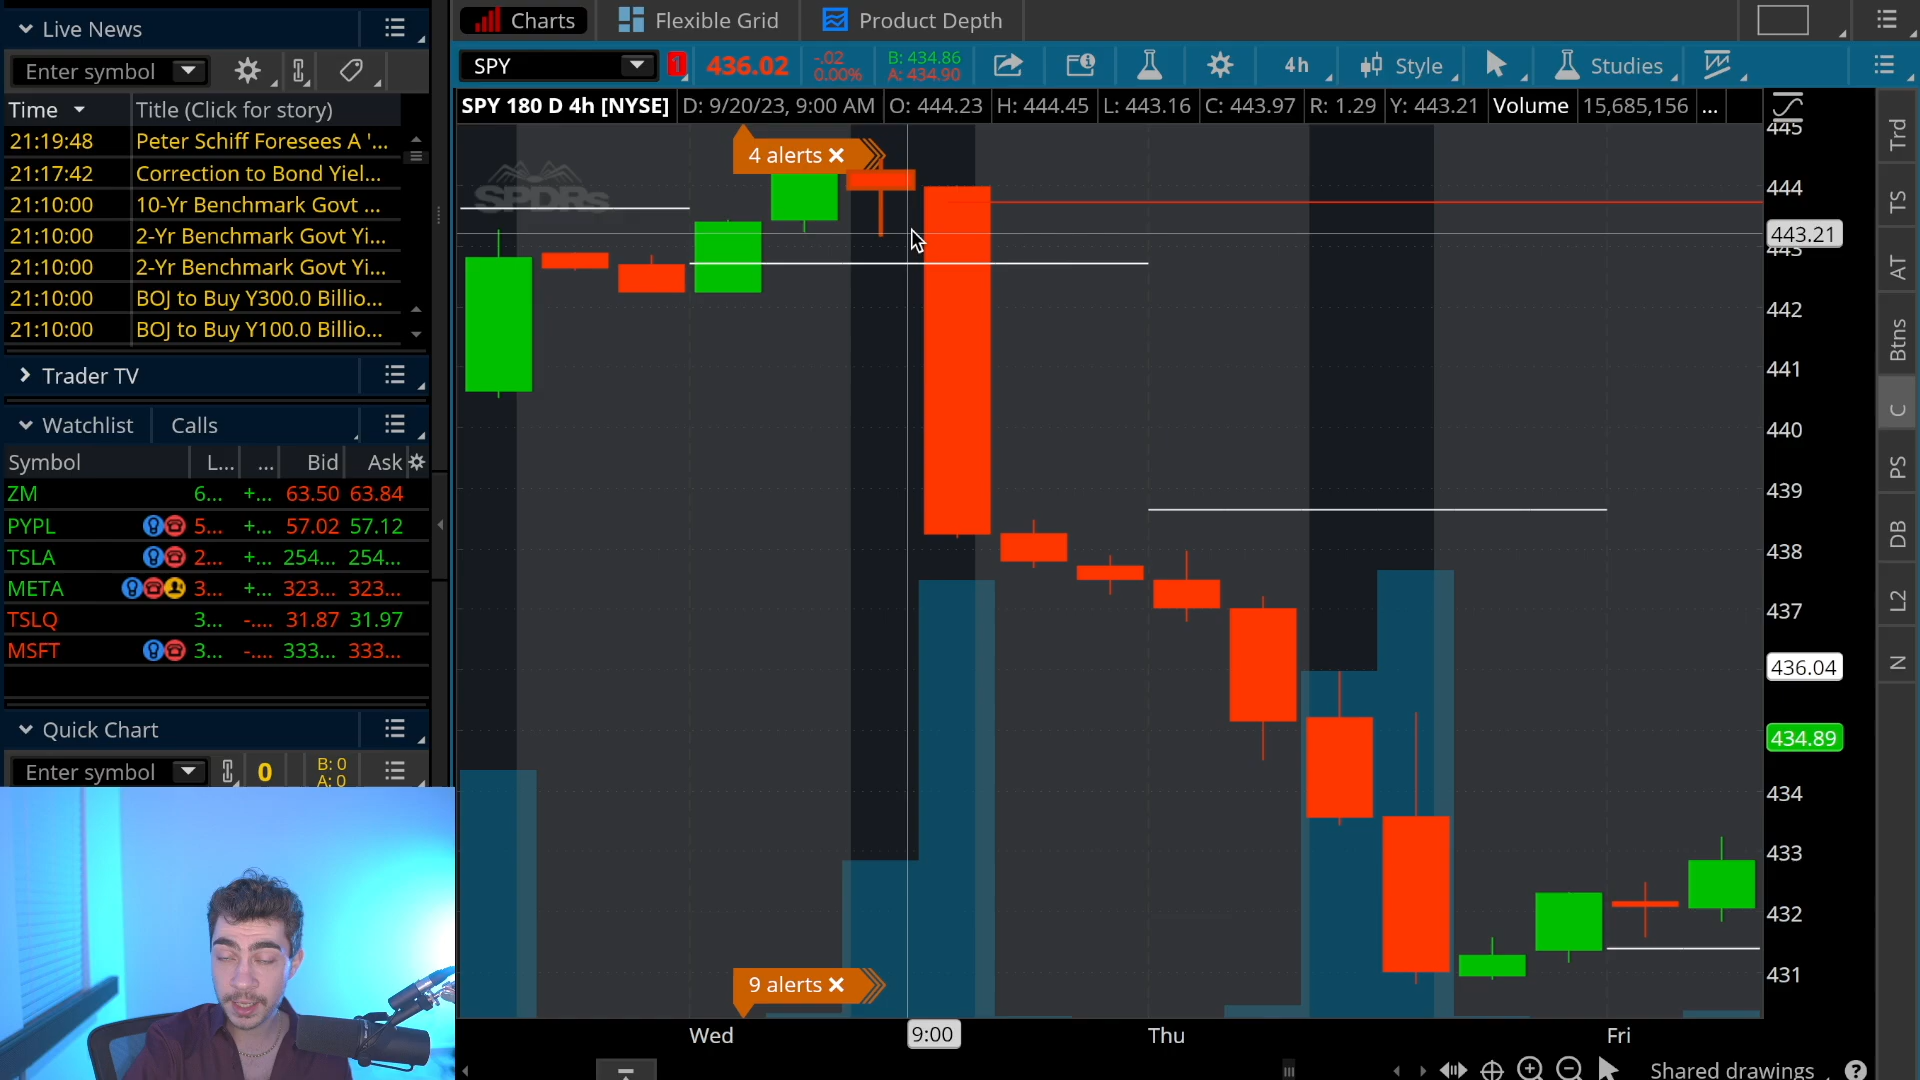 Live News
Enter symbol
Time Title (Click for story)
21:19:48 Peter Schiff Foresees A '...
21:17:42 Correction to Bond Yiel...
21:10:00 10-Yr Benchmark Govt ...
21:10:00 2-Yr Benchmark Govt Yi...
21:10:00 2-Yr Benchmark Govt Yi...
21:10:00 BOJ to Buy Y300.0 Billio...
21:10:00 BOJ to Buy Y100.0 Billio...
Trader TV
Watchlist Calls
Symbol L... ... Bid Ask
ZM 6... +... 63.50 63.84
PYPL 5... +... 57.02 57.12
TSLA 2... +... 254... 254...
META 3... +... 323... 323...
TSLQ 3... -.... 31.87 31.97
MSFT 3... -.... 333... 333...
Quick Chart
Enter symbol 0 B: 0
A: 0
Charts Flexible Grid Product Depth
SPY 1 436.02 -.02 B: 434.86 4h Style Studies
0.00% A: 434.90
SPY 180 D 4h [NYSE] D: 9/20/23, 9:00 AM O: 444.23 H: 444.45 L: 443.16 C: 443.97 R: 1.29 Y: 443.21 Volume 15,685,156 ...
4 alerts
SPDRs
445
444
443.21
443
442
441
440
439
438
437
436.04
434.89
434
433
432
431
9 alerts
Wed 9:00 Thu Fri
Shared drawings
Trd
TS
AT
Btns
C
PS
DB
L2
N